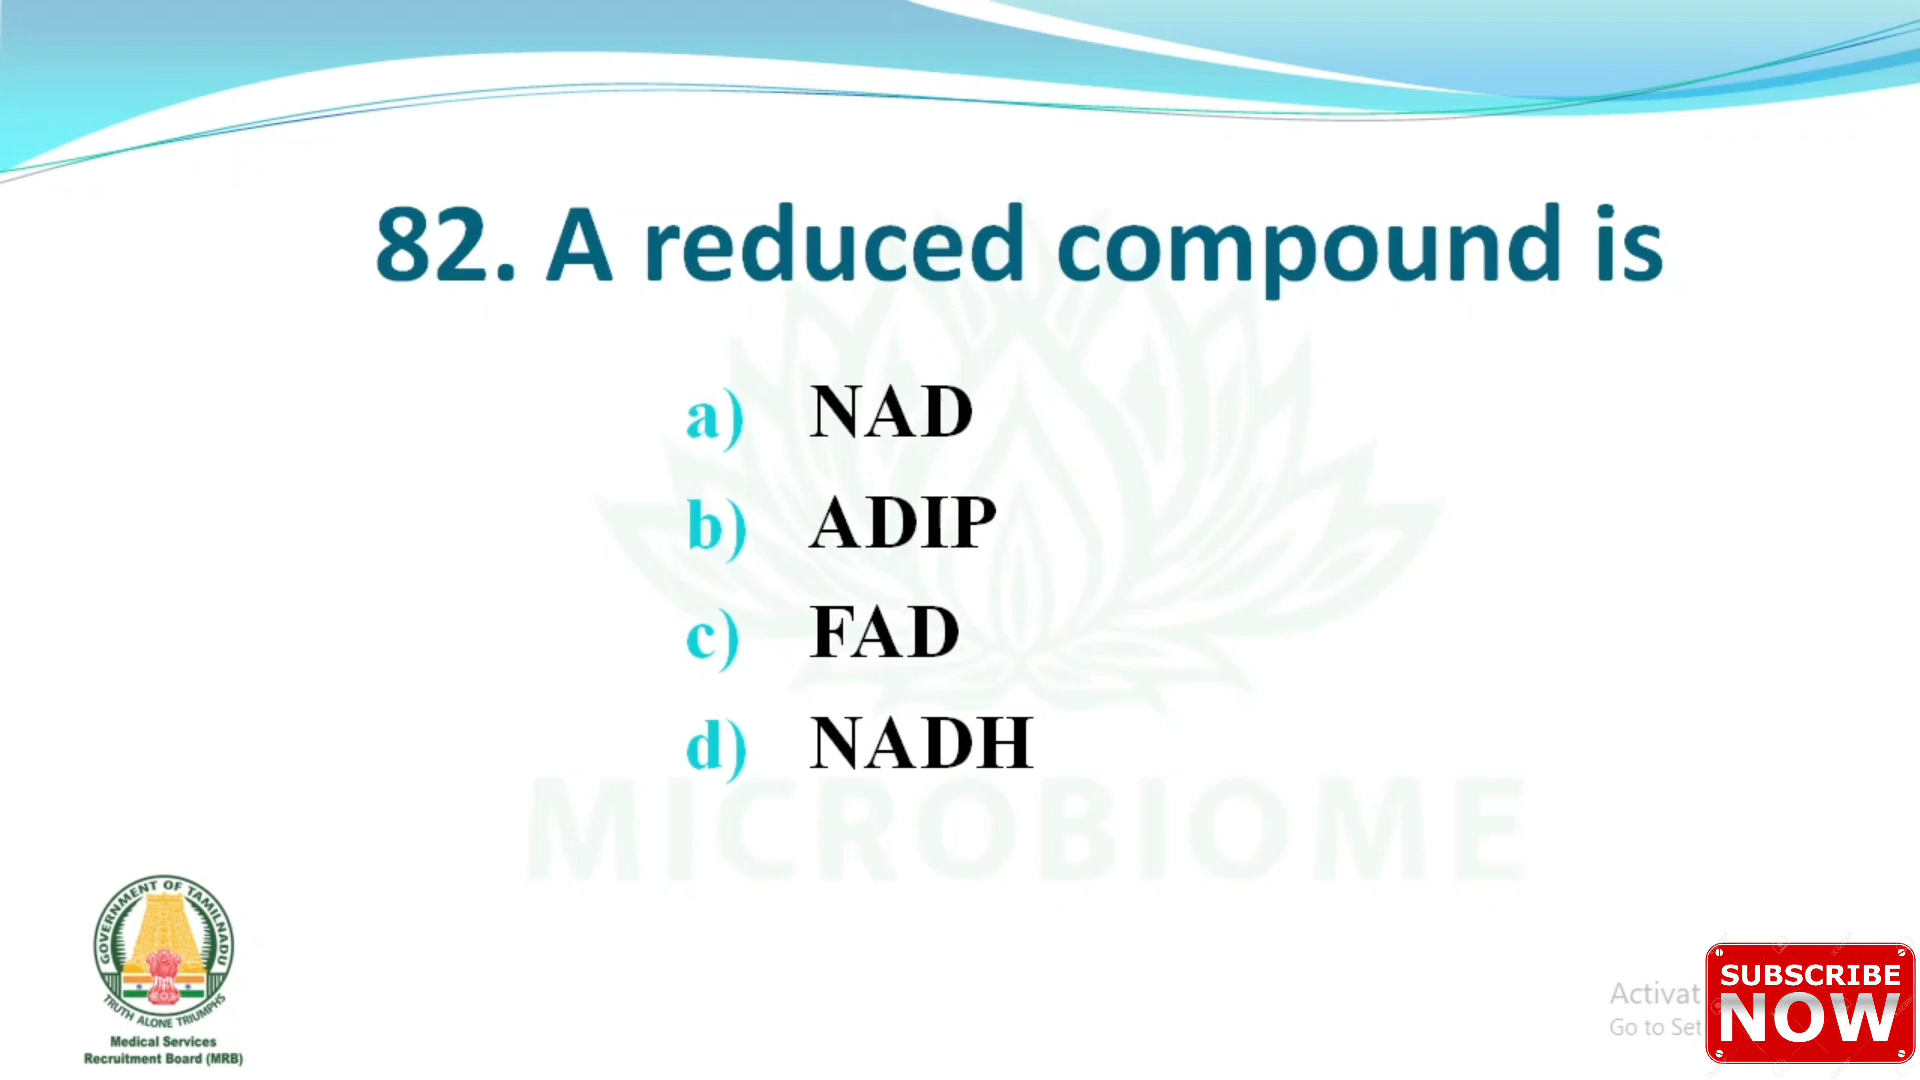 82. A reduced compound is
a) NAD
b) ADIP
c) FAD
d) NADH
MICROBIOME
GOVERNMENT OF TAMILNADU
TRUTH ALONE TRIUMPHS
Medical Services
Recruitment Board (MRB)
Activat
Go to Set
SUBSCRIBE
NOW